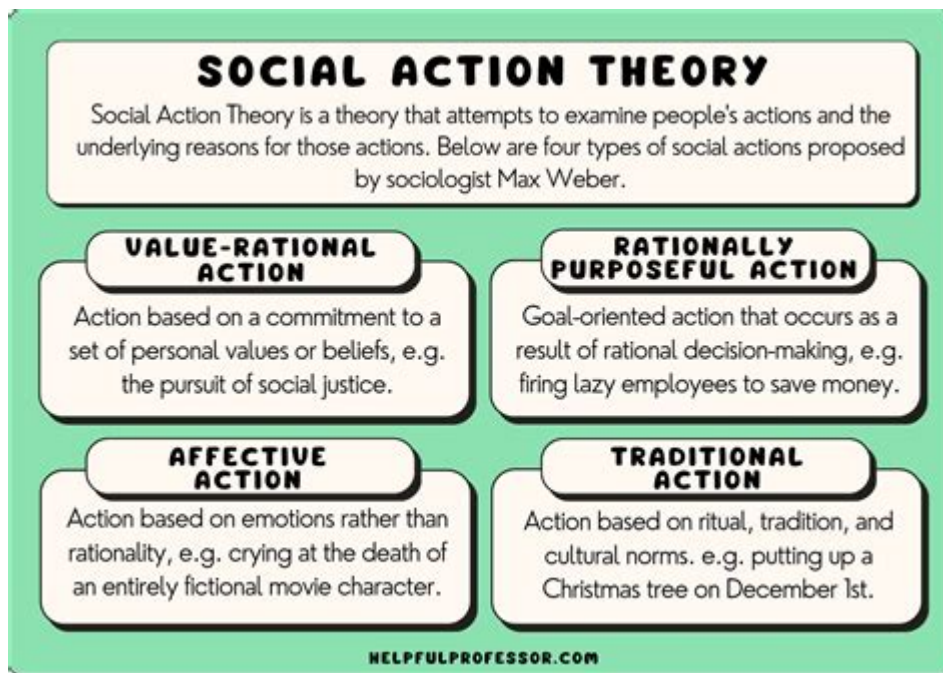 SOCIAL ACTION THEORY
Social Action Theory is a theory that attempts to examine people's actions and the
underlying reasons for those actions. Below are four types of social actions proposed
by sociologist Max Weber.
VALUE-RATIONAL
ACTION
Action based on a commitment to a
set of personal values or beliefs, e.g.
the pursuit of social justice.
RATIONALLY
PURPOSEFUL ACTION
Goal-oriented action that occurs as a
result of rational decision-making, e.g.
firing lazy employees to save money.
AFFECTIVE
ACTION
Action based on emotions rather than
rationality, e.g. crying at the death of
an entirely fictional movie character.
TRADITIONAL
ACTION
Action based on ritual, tradition, and
cultural norms. e.g. putting up a
Christmas tree on December 1st.
HELPFULPROFESSOR.COM